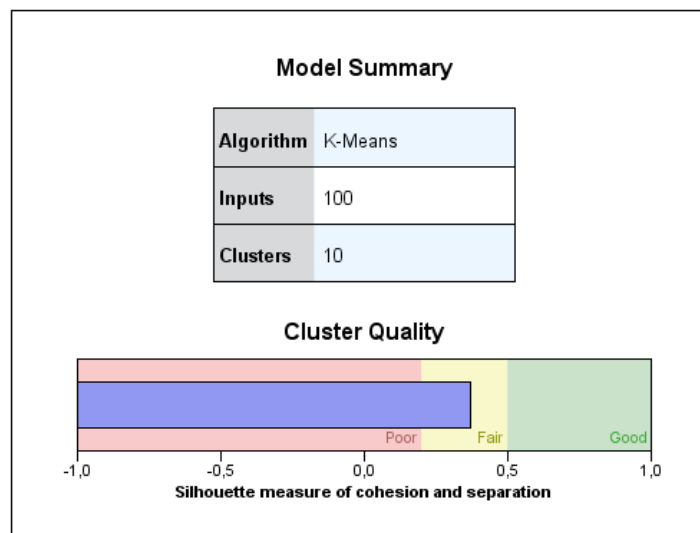 Model Summary
Algorithm K-Means
Inputs 100
Clusters 10
Cluster Quality
Poor Fair Good
-1,0 -0,5 0,0 0,5 1,0
Silhouette measure of cohesion and separation